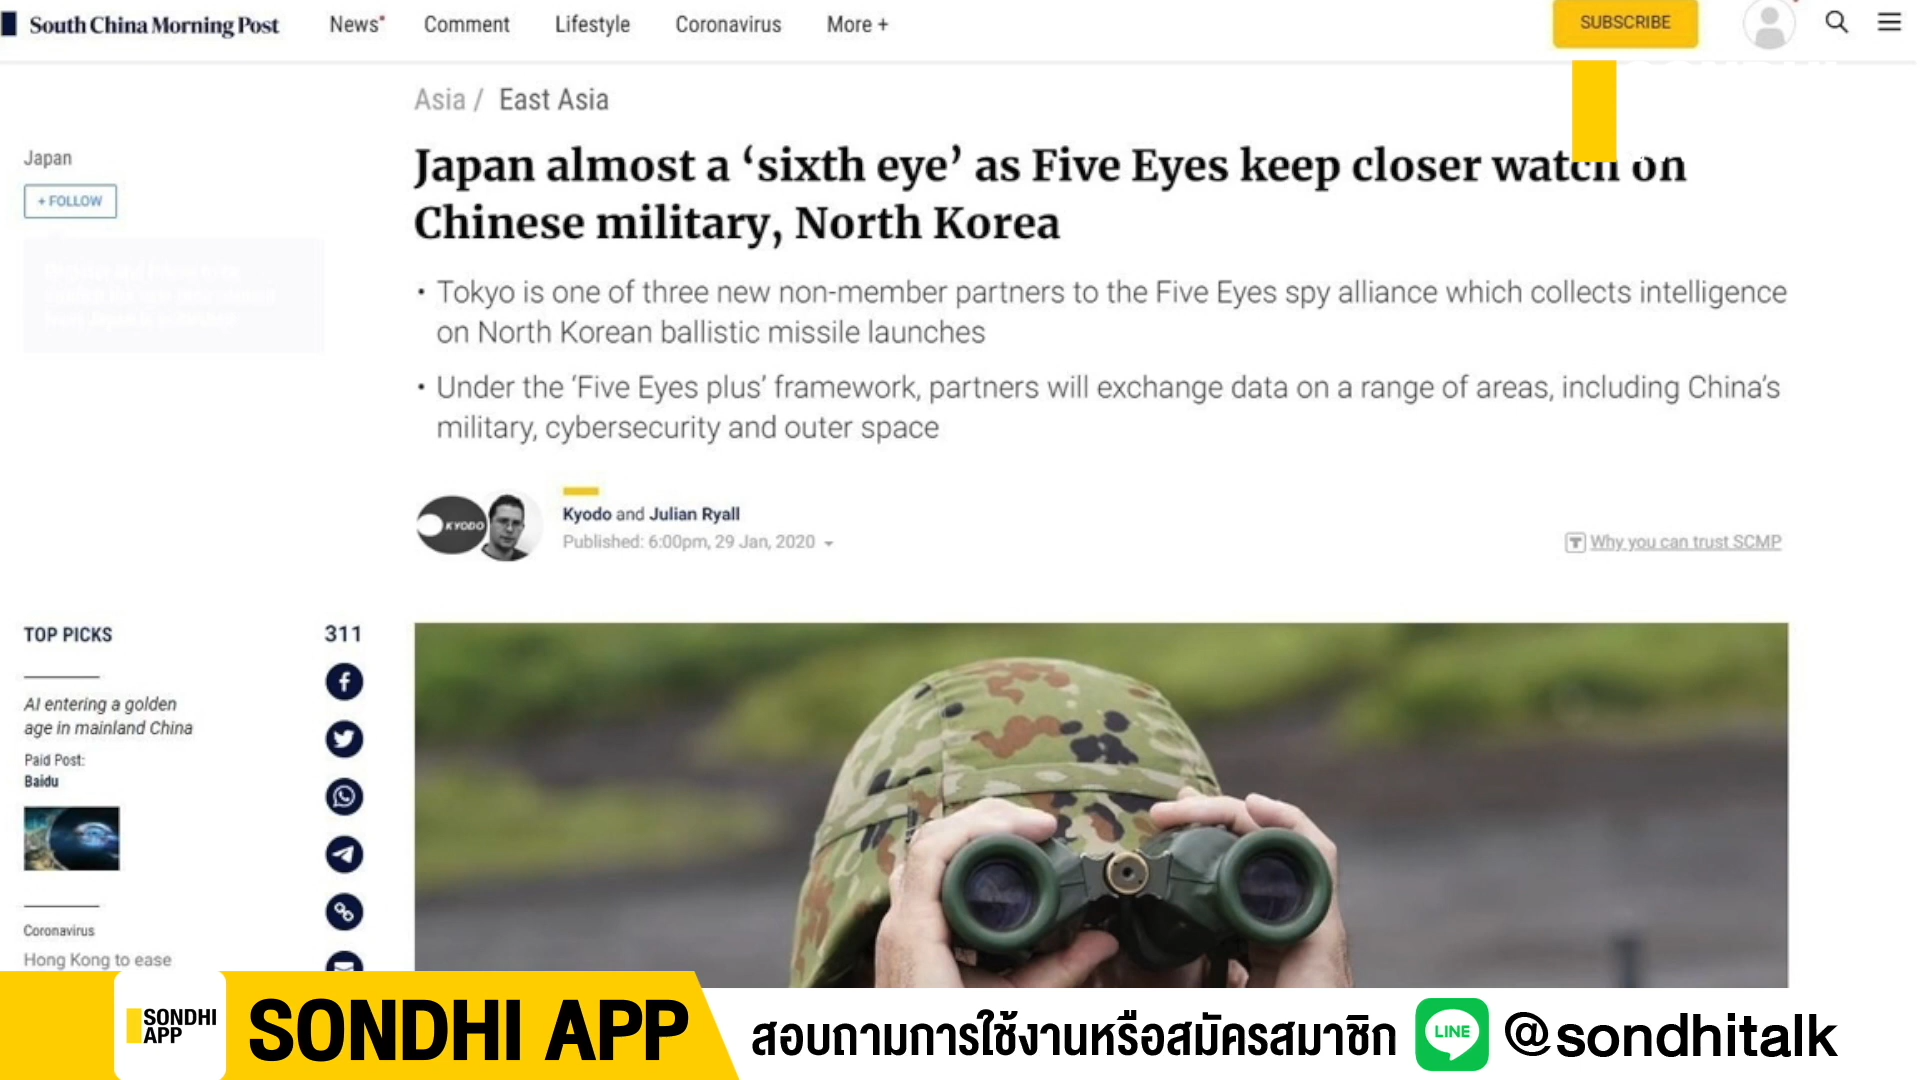 South China Morning Post
News
Comment
Lifestyle
Coronavirus
More +
SUBSCRIBE
Asia / East Asia
Japan
+ FOLLOW
Japan almost a ‘sixth eye’ as Five Eyes keep closer watch on
Chinese military, North Korea
• Tokyo is one of three new non-member partners to the Five Eyes spy alliance which collects intelligence
on North Korean ballistic missile launches
• Under the ‘Five Eyes plus’ framework, partners will exchange data on a range of areas, including China’s
military, cybersecurity and outer space
KYODO
Kyodo and Julian Ryall
Published: 6:00pm, 29 Jan, 2020
Why you can trust SCMP
TOP PICKS
311
AI entering a golden
age in mainland China
Paid Post:
Baidu
Coronavirus
Hong Kong to ease
SONDHI
APP
SONDHI APP
สอบถามการใช้งานหรือสมัครสมาชิก
LINE
@sondhitalk